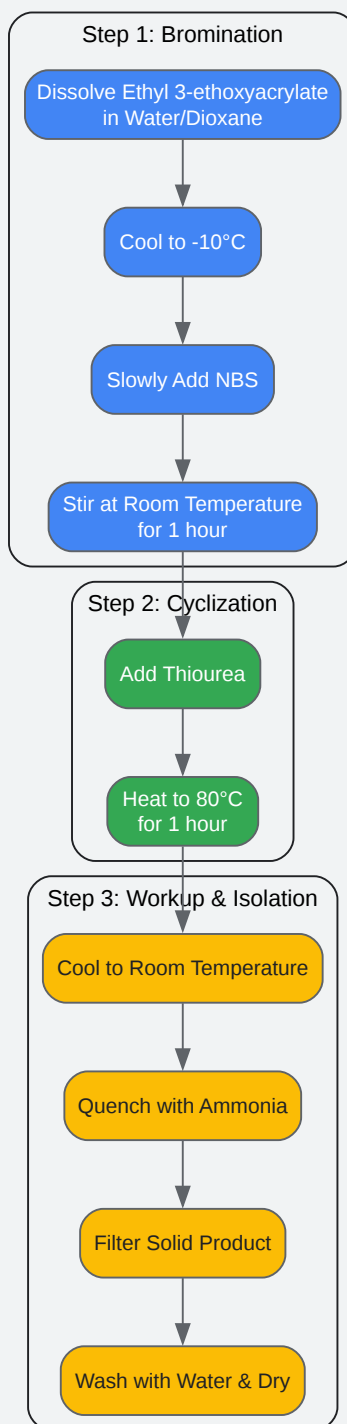 Step 1: Bromination
Dissolve Ethyl 3-ethoxyacrylate
in Water/Dioxane
Cool to -10°C
Slowly Add NBS
Stir at Room Temperature
for 1 hour
Step 2: Cyclization
Add Thiourea
Heat to 80°C
for 1 hour
Step 3: Workup & Isolation
Cool to Room Temperature
Quench with Ammonia
Filter Solid Product
Wash with Water & Dry